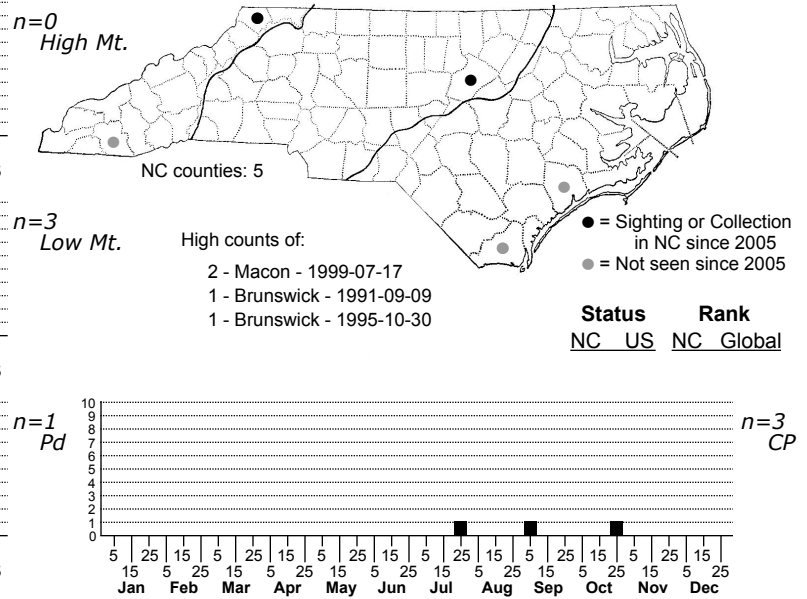 n=0
High Mt.
NC counties: 5
n=3
Low Mt.
High counts of:
2 - Macon - 1999-07-17
1 - Brunswick - 1991-09-09
1 - Brunswick - 1995-10-30
= Sighting or Collection
in NC since 2005
= Not seen since 2005
Status Rank
NC US NC Global
n=1
Pd
n=3
CP
10
9
8
7
6
5
4
3
2
1
0
5 25 15 5 25 15 5 25 15 5 25 15 5 25 15 5 25 15
15 5 25 15 5 25 15 5 25 15 5 25 15 5 25 15 5 25
Jan Feb Mar Apr May Jun Jul Aug Sep Oct Nov Dec